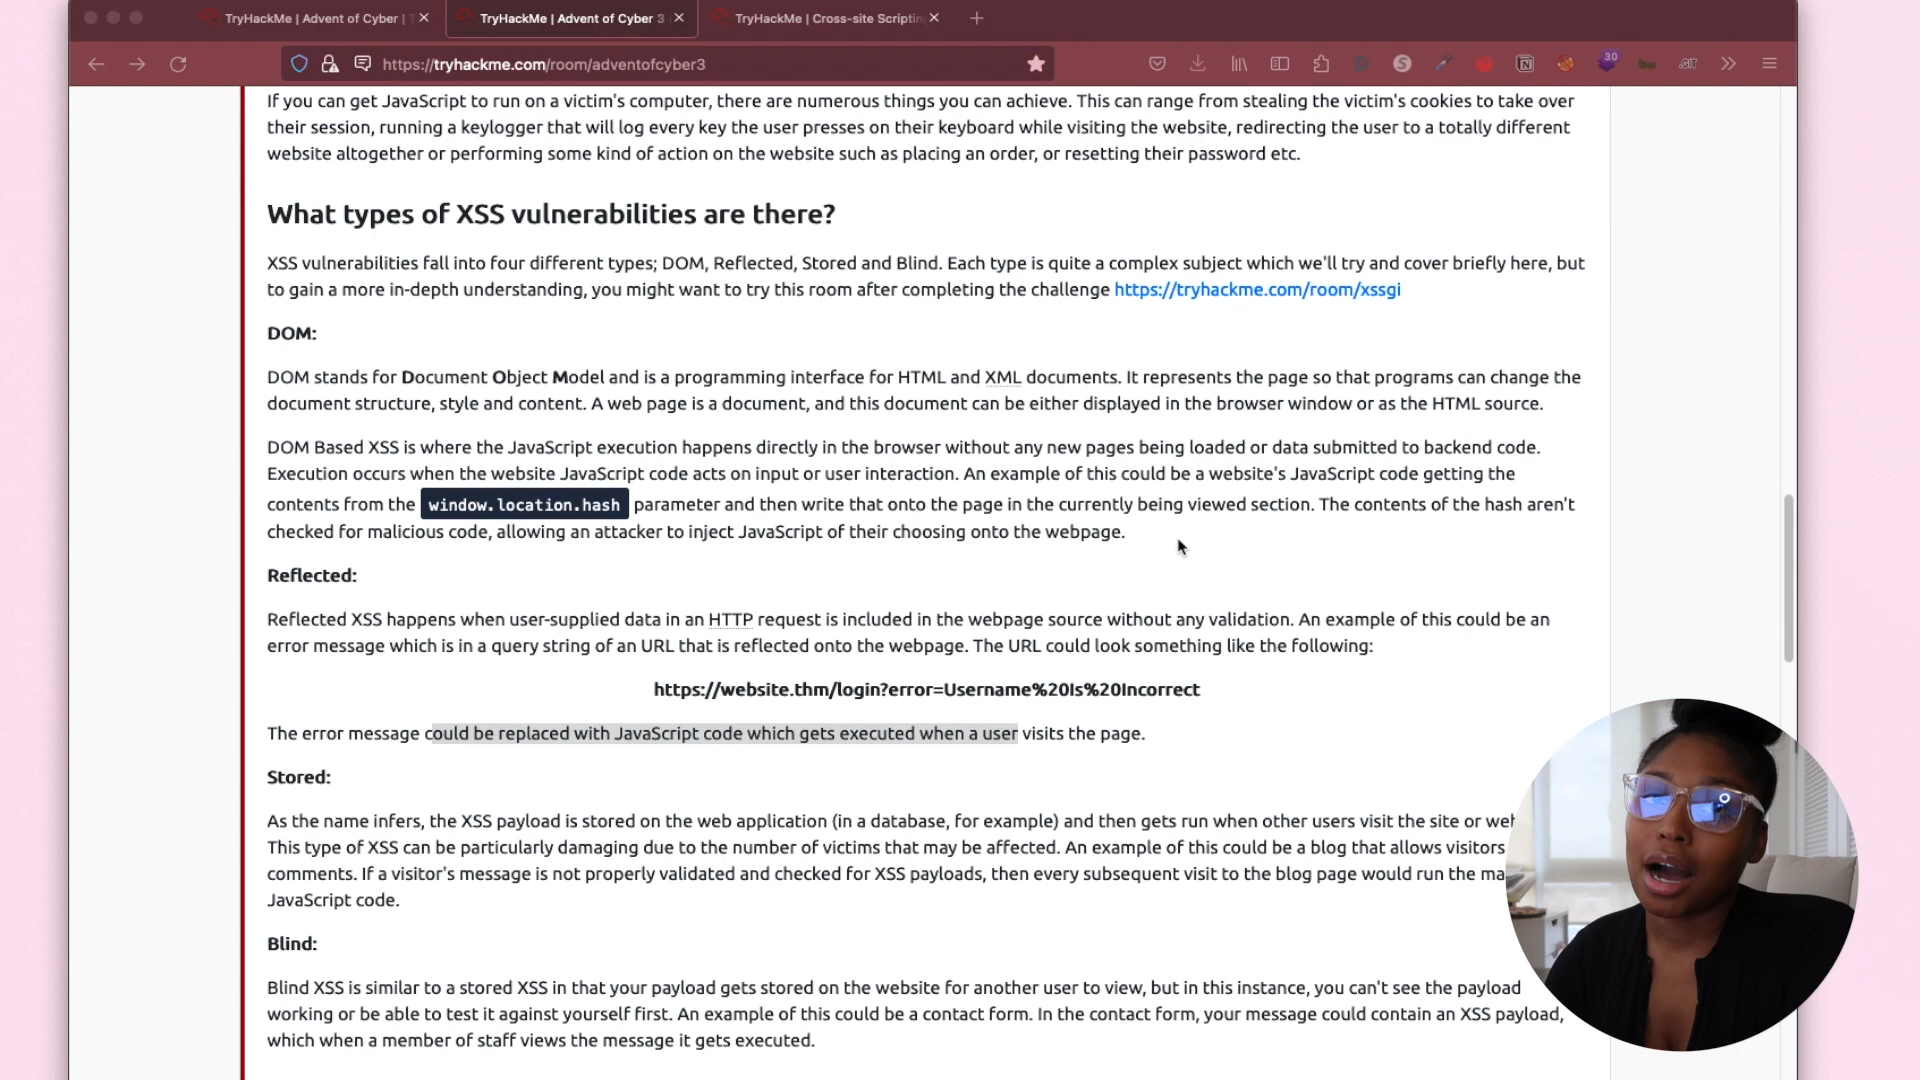 TryHackMe | Advent of Cyber | T
TryHackMe | Advent of Cyber 3
TryHackMe | Cross-site Scriptin
https://tryhackme.com/room/adventofcyber3
30
.GIT
If you can get JavaScript to run on a victim's computer, there are numerous things you can achieve. This can range from stealing the victim's cookies to take over
their session, running a keylogger that will log every key the user presses on their keyboard while visiting the website, redirecting the user to a totally different
website altogether or performing some kind of action on the website such as placing an order, or resetting their password etc.
What types of XSS vulnerabilities are there?
XSS vulnerabilities fall into four different types; DOM, Reflected, Stored and Blind. Each type is quite a complex subject which we'll try and cover briefly here, but
to gain a more in-depth understanding, you might want to try this room after completing the challenge https://tryhackme.com/room/xssgi
DOM:
DOM stands for Document Object Model and is a programming interface for HTML and XML documents. It represents the page so that programs can change the
document structure, style and content. A web page is a document, and this document can be either displayed in the browser window or as the HTML source.
DOM Based XSS is where the JavaScript execution happens directly in the browser without any new pages being loaded or data submitted to backend code.
Execution occurs when the website JavaScript code acts on input or user interaction. An example of this could be a website's JavaScript code getting the
contents from the window.location.hash parameter and then write that onto the page in the currently being viewed section. The contents of the hash aren't
checked for malicious code, allowing an attacker to inject JavaScript of their choosing onto the webpage.
Reflected:
Reflected XSS happens when user-supplied data in an HTTP request is included in the webpage source without any validation. An example of this could be an
error message which is in a query string of an URL that is reflected onto the webpage. The URL could look something like the following:
https://website.thm/login?error=Username%20Is%20Incorrect
The error message could be replaced with JavaScript code which gets executed when a user visits the page.
Stored:
As the name infers, the XSS payload is stored on the web application (in a database, for example) and then gets run when other users visit the site or
This type of XSS can be particularly damaging due to the number of victims that may be affected. An example of this could be a blog that allows visitors
comments. If a visitor's message is not properly validated and checked for XSS payloads, then every subsequent visit to the blog page would run the
JavaScript code.
Blind:
Blind XSS is similar to a stored XSS in that your payload gets stored on the website for another user to view, but in this instance, you can't see the payload
working or be able to test it against yourself first. An example of this could be a contact form. In the contact form, your message could contain an XSS payload,
which when a member of staff views the message it gets executed.